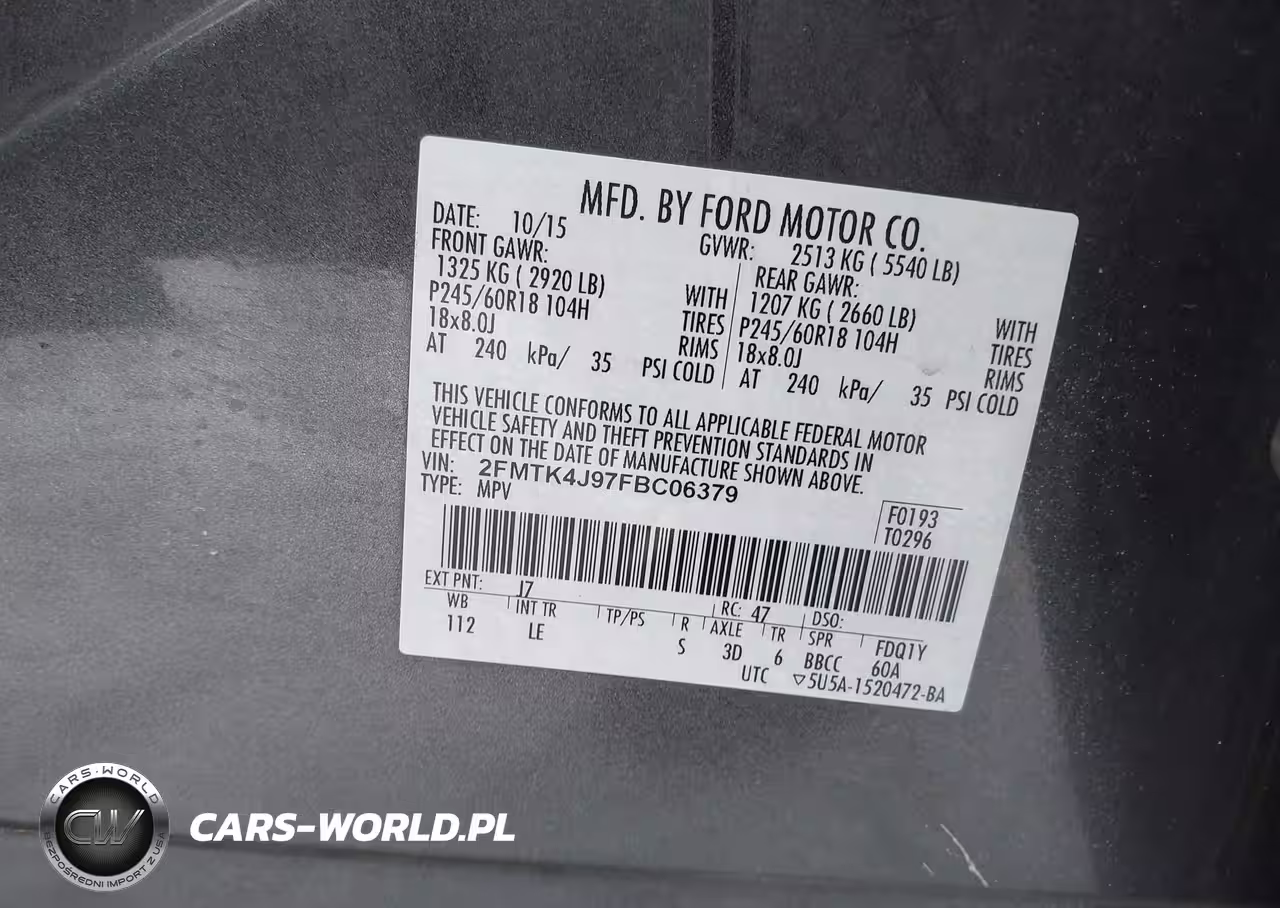 MFD. BY FORD MOTOR CO.
DATE: 10/15 GVWR: 2513 KG ( 5540 LB)
FRONT GAWR: REAR GAWR:
1325 KG ( 2920 LB) WITH 1207 KG ( 2660 LB) WITH
P245/60R18 104H TIRES P245/60R18 104H TIRES
18x8.0J RIMS 18x8.0J RIMS
AT 240 kPa/ 35 PSI COLD AT 240 kPa/ 35 PSI COLD
THIS VEHICLE CONFORMS TO ALL APPLICABLE FEDERAL MOTOR
VEHICLE SAFETY AND THEFT PREVENTION STANDARDS IN
EFFECT ON THE DATE OF MANUFACTURE SHOWN ABOVE.
VIN: 2FMTK4J97FBC06379
TYPE: MPV
F0193
T0296
EXT PNT: J7 RC: 47 DSO:
WB INT TR TP/PS R AXLE TR SPR FDQ1Y
112 LE S 3D 6 BBCC 60A
UTC ▽5U5A-1520472-BA
CARS-WORLD
CW
BEZPOŚREDNI IMPORT Z USA
CARS-WORLD.PL